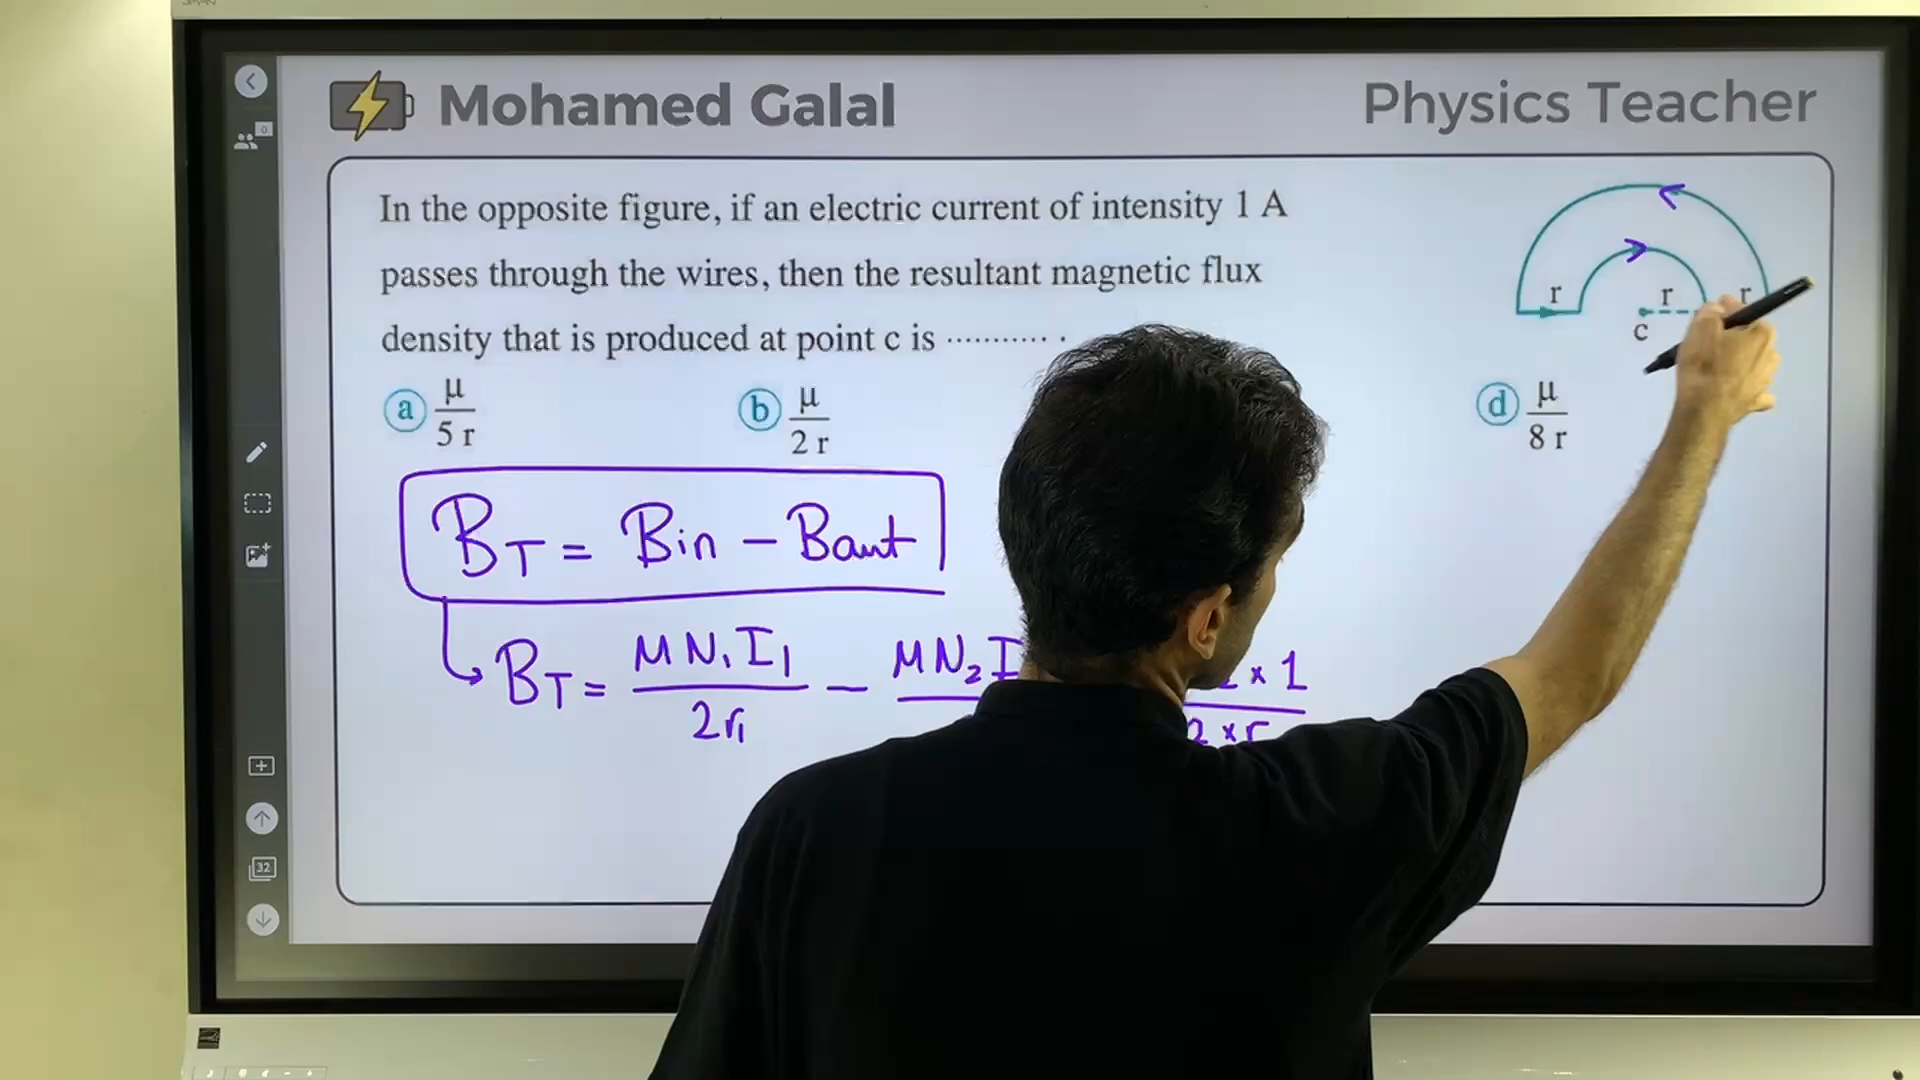 Mohamed Galal
Physics Teacher
In the opposite figure, if an electric current of intensity 1 A
passes through the wires, then the resultant magnetic flux
density that is produced at point c is ........... .
r r r
c
a μ/5 r b μ/2 r d μ/8 r
B_T = Bin - Baut
B_T = μN₁I₁/2r₁ - μN₂I × 1/2 × r
0
32